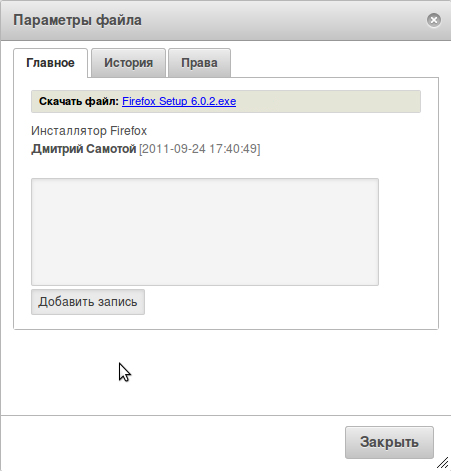 Параметры файла
Главное История Права
Скачать файл: Firefox Setup 6.0.2.exe
Инсталлятор Firefox
Дмитрий Самотой [2011-09-24 17:40:49]
Добавить запись
Закрыть